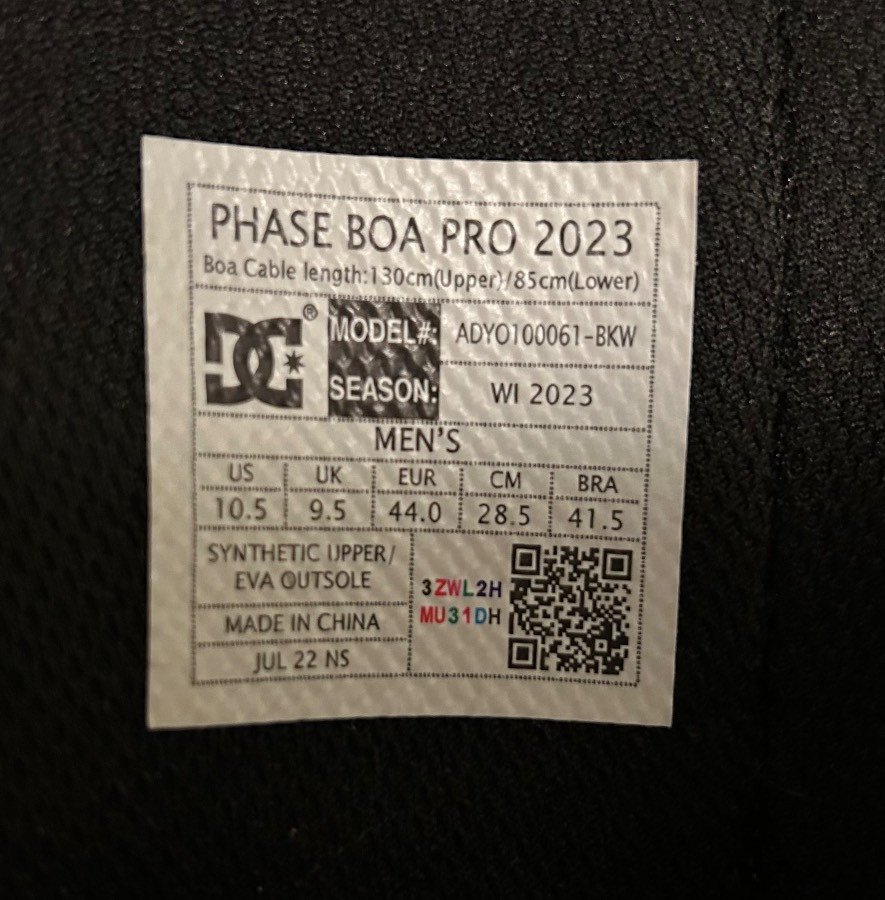 PHASE BOA PRO 2023
Boa Cable length:130cm(Upper)/85cm(Lower)
DC®
MODEL#: ADYO100061-BKW
SEASON: WI 2023
MEN'S
US UK EUR CM BRA
10.5 9.5 44.0 28.5 41.5
SYNTHETIC UPPER/
EVA OUTSOLE
MADE IN CHINA
JUL 22 NS
3ZWL2H
MU31DH